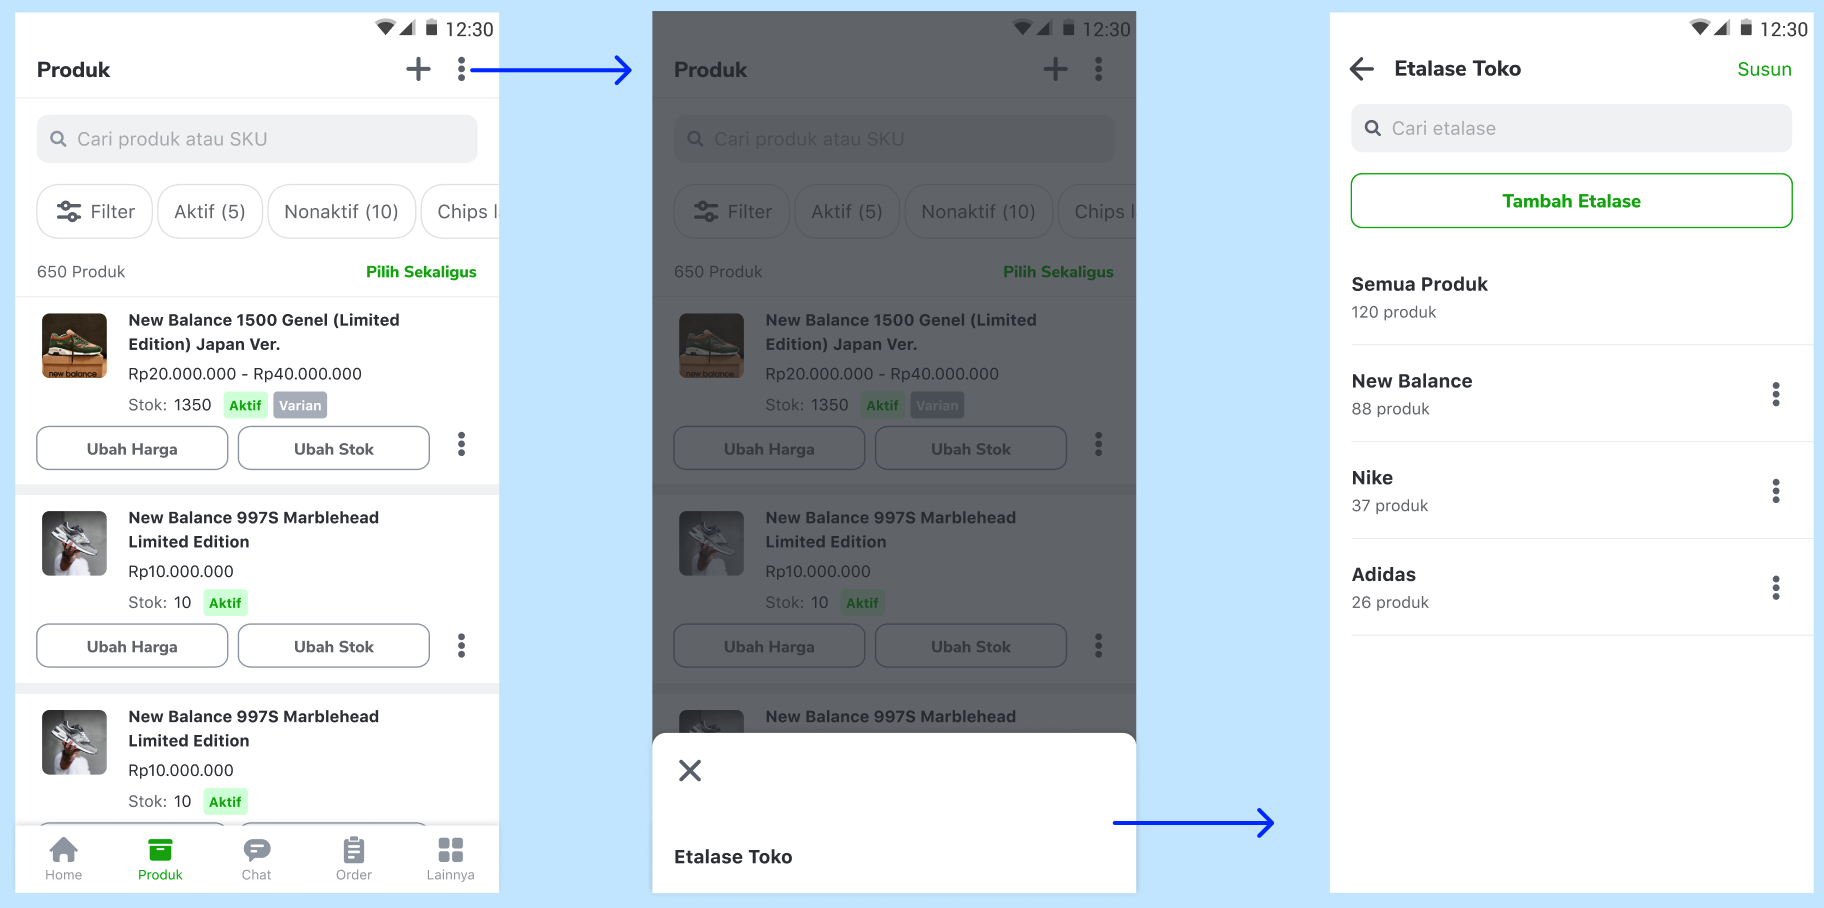 12:30
Produk
Cari produk atau SKU
Filter
Aktif (5)
Nonaktif (10)
Chips l
650 Produk
Pilih Sekaligus
New Balance 1500 Genel (Limited
Edition) Japan Ver.
Rp20.000.000 - Rp40.000.000
Stok: 1350 Aktif Varian
new balance
Ubah Harga
Ubah Stok
New Balance 997S Marblehead
Limited Edition
Rp10.000.000
Stok: 10 Aktif
Ubah Harga
Ubah Stok
New Balance 997S Marblehead
Limited Edition
Rp10.000.000
Stok: 10 Aktif
Home
Produk
Chat
Order
Lainnya
12:30
Produk
Cari produk atau SKU
Filter
Aktif (5)
Nonaktif (10)
Chips l
650 Produk
Pilih Sekaligus
New Balance 1500 Genel (Limited
Edition) Japan Ver.
Rp20.000.000 - Rp40.000.000
Stok: 1350 Aktif Varian
new balance
Ubah Harga
Ubah Stok
New Balance 997S Marblehead
Limited Edition
Rp10.000.000
Stok: 10 Aktif
Ubah Harga
Ubah Stok
New Balance 997S Marblehead
Etalase Toko
12:30
Etalase Toko
Susun
Cari etalase
Tambah Etalase
Semua Produk
120 produk
New Balance
88 produk
Nike
37 produk
Adidas
26 produk